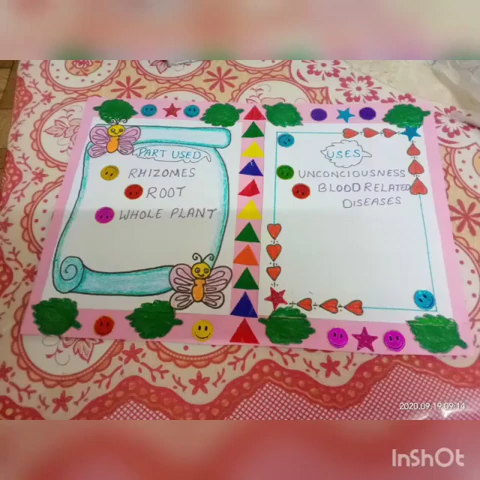 PART USED
RHIZOMES
ROOT
WHOLE PLANT
USES
UNCONCIOUSNESS
BLOOD RELATED
DISEASES
2020.09.19 09:14
InShOt